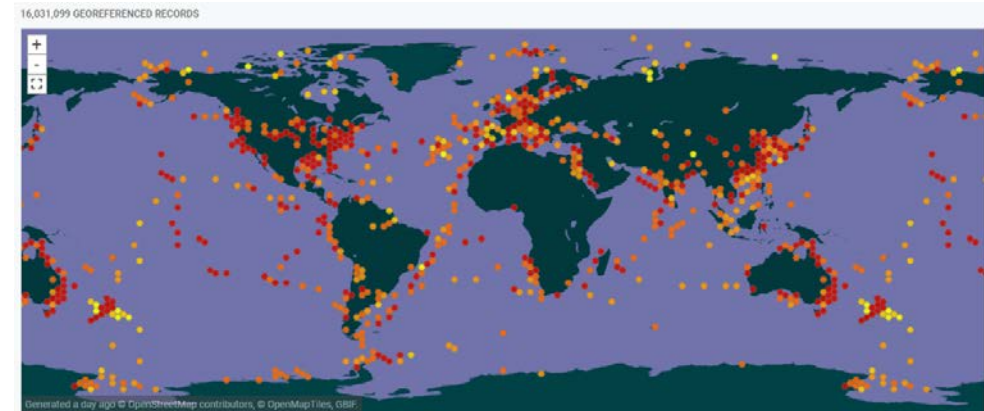 16,031,099 GEOREFERENCED RECORDS
+
-
Generated a day ago © OpenStreetMap contributors, © OpenMapTiles, GBIF.